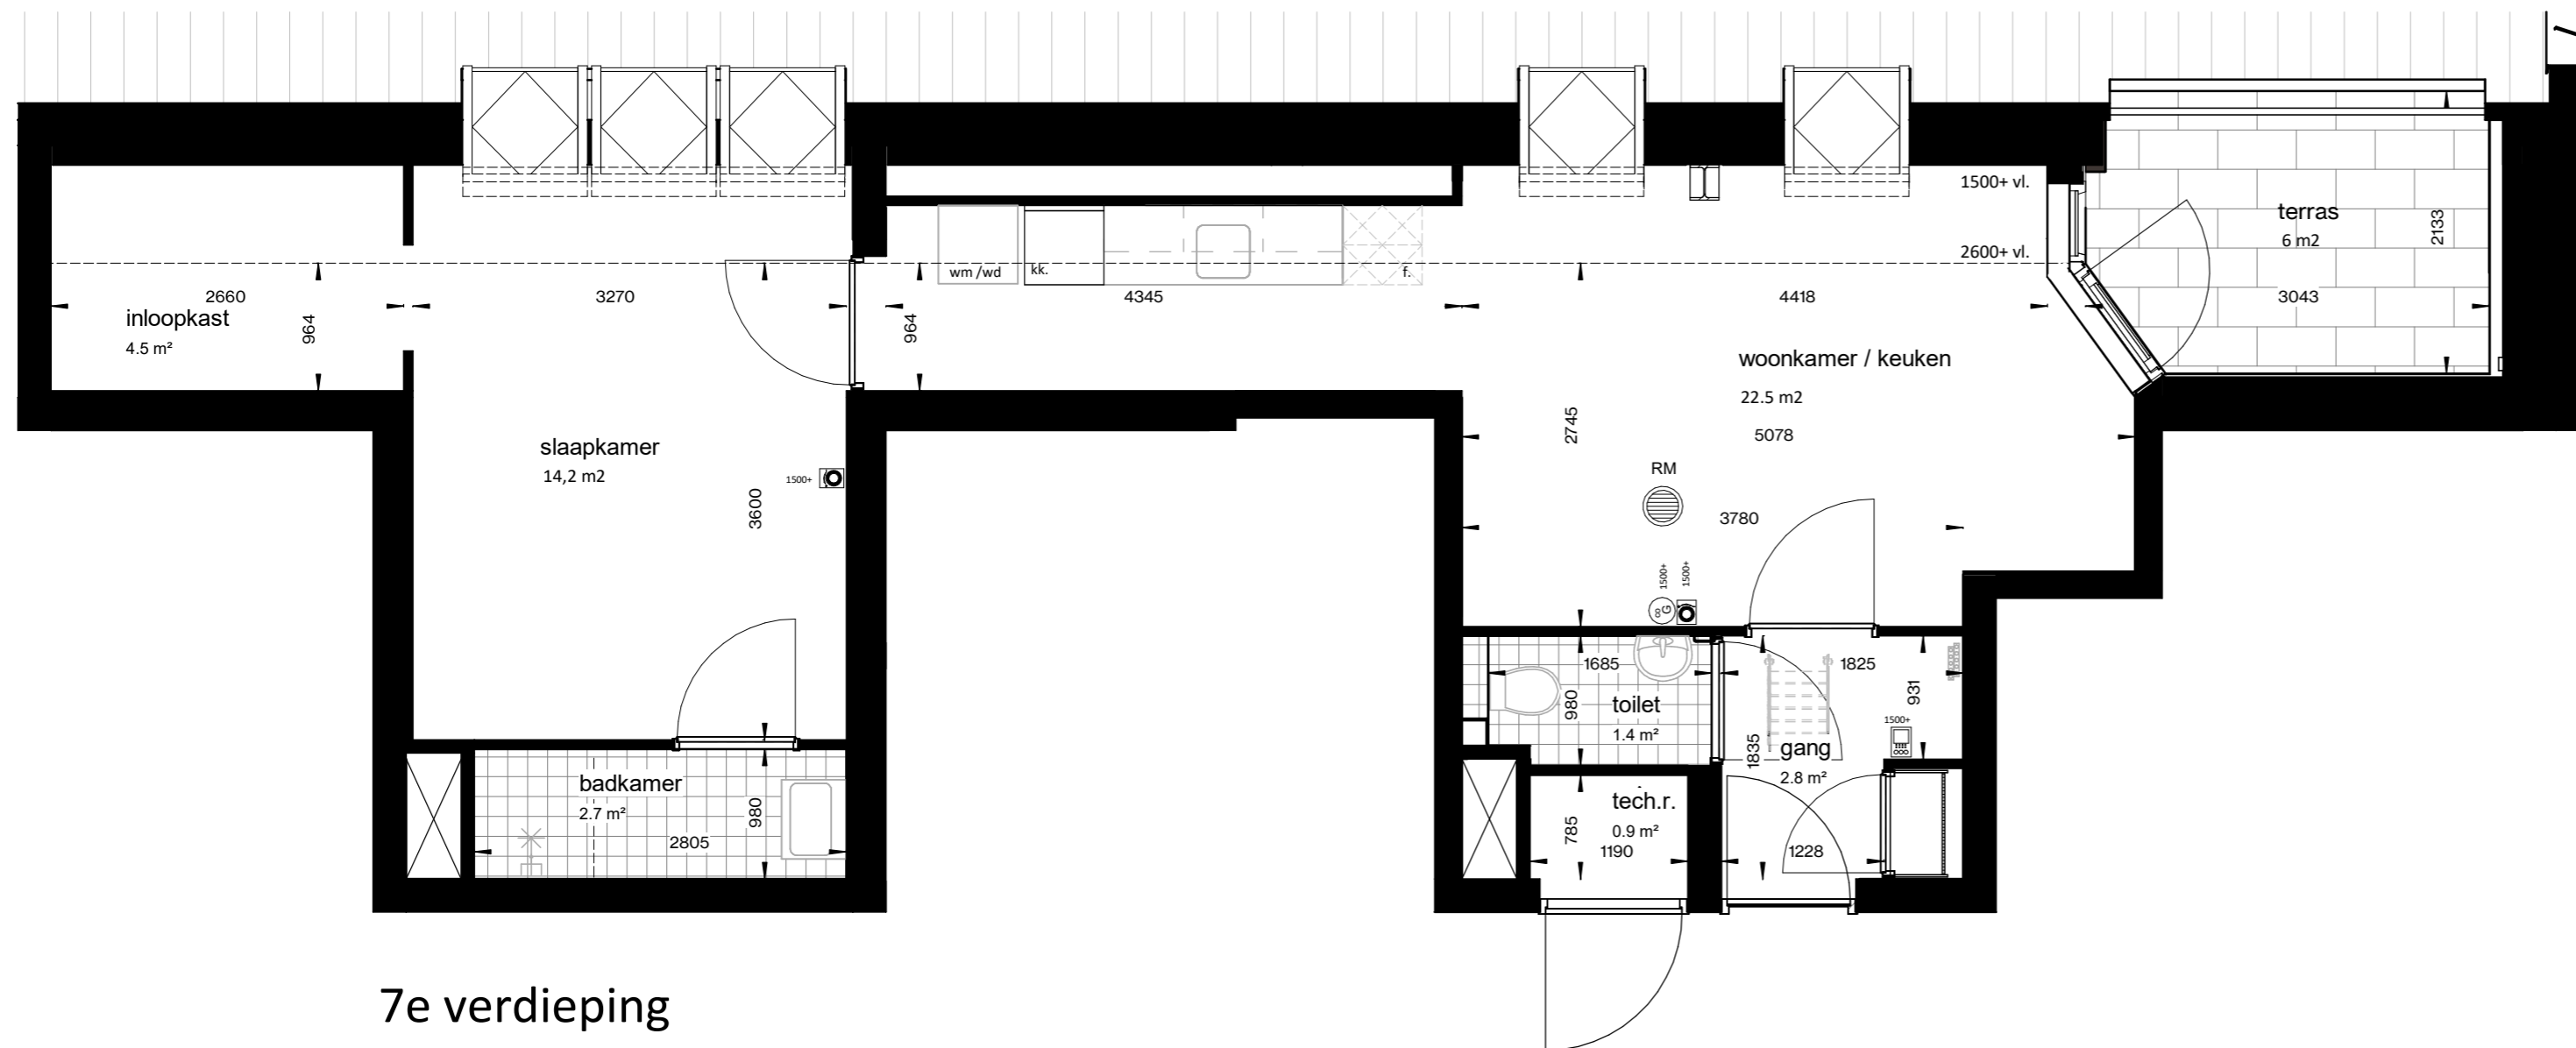 1500+ vl.
terras
6 m2
2133
2600+ vl.
wm /wd
kk.
f.
2660
3270
4345
4418
3043
inloopkast
4.5 m²
964
964
woonkamer / keuken
22.5 m2
2745
5078
slaapkamer
14,2 m2
1500+
3600
RM
3780
1500+
1500+
G
1685
1825
980
toilet
1.4 m²
931
1500+
1835
gang
2.8 m²
badkamer
2.7 m²
980
2805
tech.r.
0.9 m²
785
1190
1228
7e verdieping